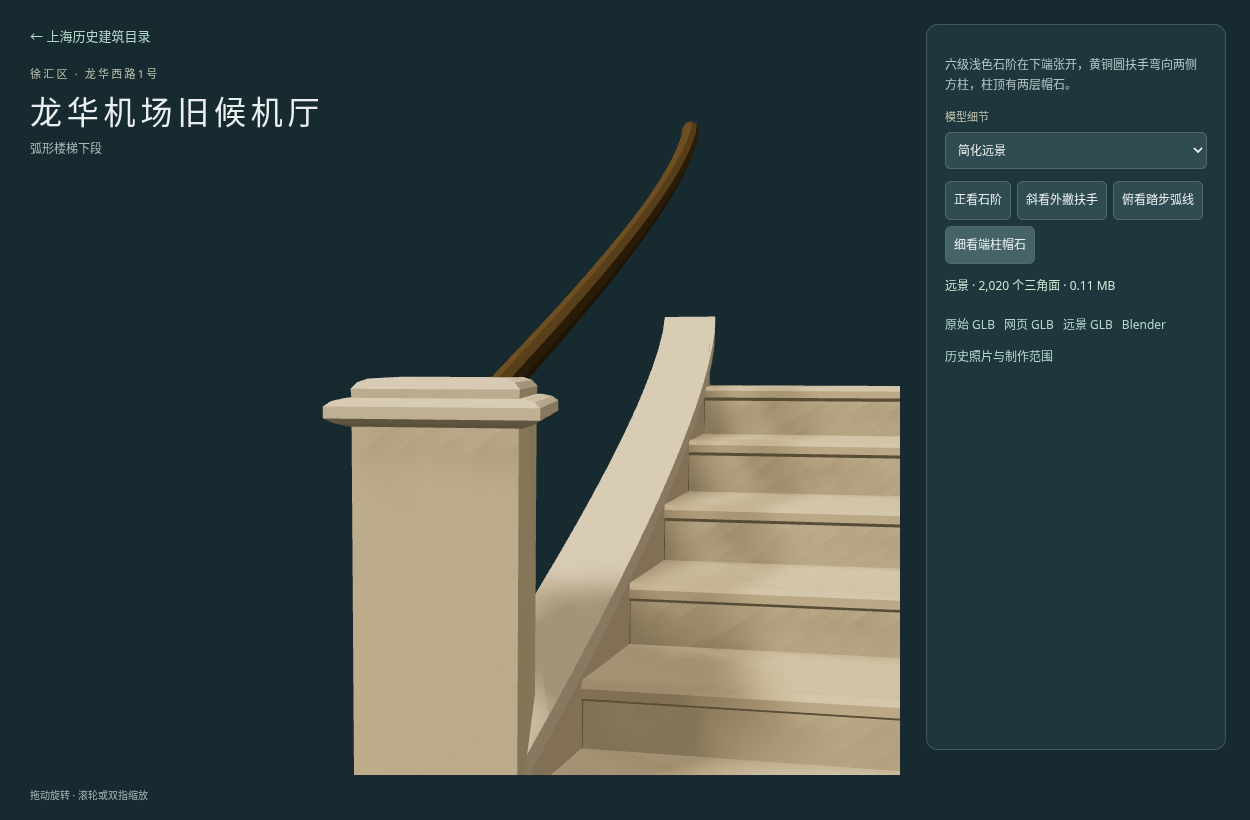 ← 上海历史建筑目录
徐汇区 · 龙华西路1号
龙华机场旧候机厅
弧形楼梯下段
六级浅色石阶在下端张开，黄铜圆扶手弯向两侧
方柱，柱顶有两层帽石。
模型细节
简化远景
正看石阶 斜看外撇扶手 俯看踏步弧线
细看端柱帽石
远景 · 2,020 个三角面 · 0.11 MB
原始 GLB 网页 GLB 远景 GLB Blender
历史照片与制作范围
拖动旋转 · 滚轮或双指缩放